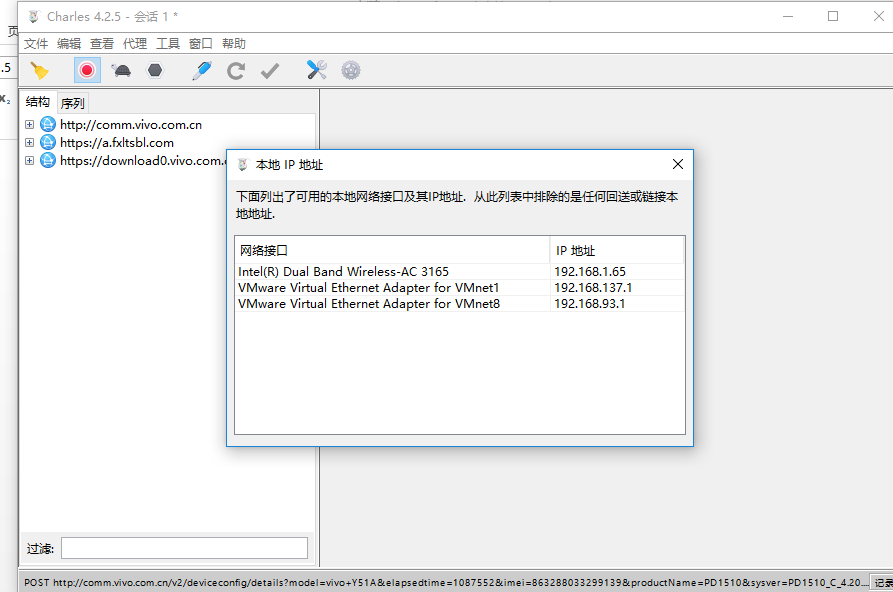 Charles 4.2.5 - 会话 1 *
文件 编辑 查看 代理 工具 窗口 帮助
页
.5
x₂
结构 序列
http://comm.vivo.com.cn
https://a.fxltsbl.com
https://download0.vivo.com.c
本地 IP 地址
下面列出了可用的本地网络接口及其IP地址. 从此列表中排除的是任何回送或链接本
地地址.
网络接口 IP 地址
Intel(R) Dual Band Wireless-AC 3165 192.168.1.65
VMware Virtual Ethernet Adapter for VMnet1 192.168.137.1
VMware Virtual Ethernet Adapter for VMnet8 192.168.93.1
过滤:
POST http://comm.vivo.com.cn/v2/deviceconfig/details?model=vivo+Y51A&elapsedtime=1087552&imei=863288033299139&productName=PD1510&sysver=PD1510_C_4.20.... 记录